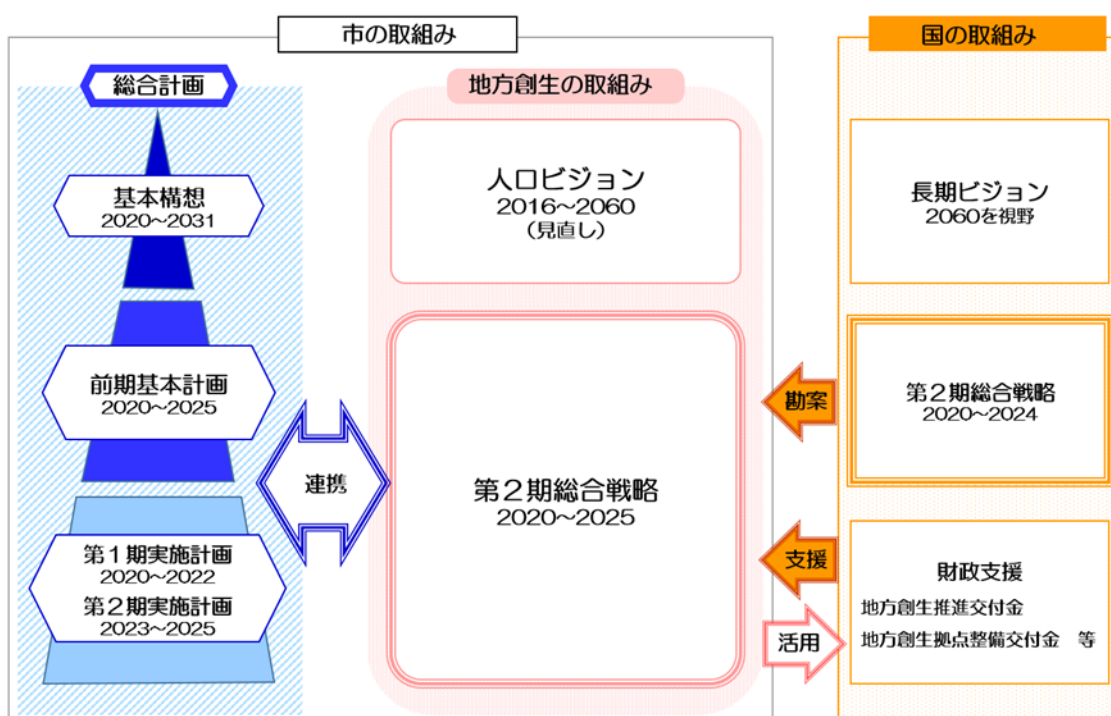 市の取組み
総合計画
基本構想
2020～2031
前期基本計画
2020～2025
第１期実施計画
2020～2022
第２期実施計画
2023～2025
連携
地方創生の取組み
人口ビジョン
2016～2060
（見直し）
第２期総合戦略
2020～2025
勘案
支援
活用
国の取組み
長期ビジョン
2060を視野
第２期総合戦略
2020～2024
財政支援
地方創生推進交付金
地方創生拠点整備交付金　等